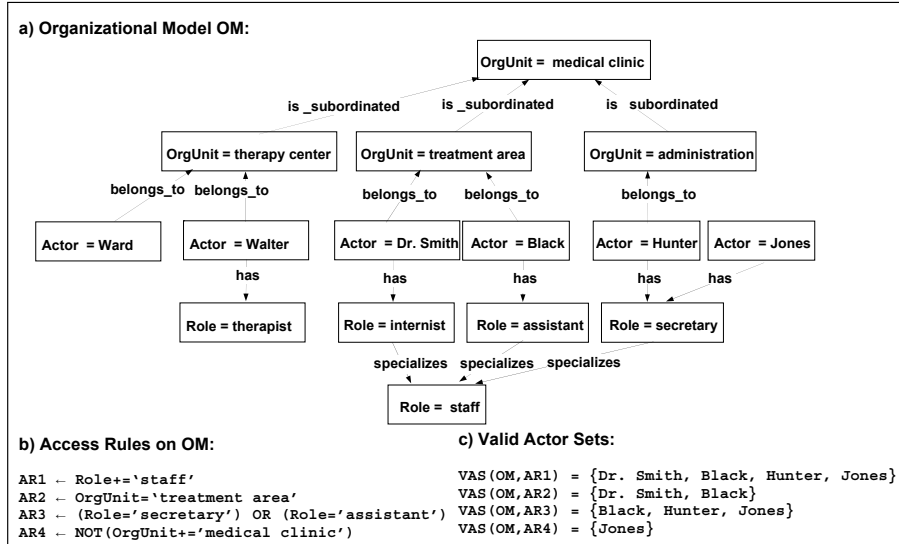 a) Organizational Model OM:
OrgUnit = medical clinic
is _subordinated is _subordinated is subordinated
OrgUnit = therapy center OrgUnit = treatment area OrgUnit = administration
belongs_to belongs_to belongs_to belongs_to belongs_to
Actor = Ward Actor = Walter Actor = Dr. Smith Actor = Black Actor = Hunter Actor = Jones
has has has has has
Role = therapist Role = internist Role = assistant Role = secretary
specializes specializes specializes
Role = staff
b) Access Rules on OM:
AR1 ← Role+=‘staff’
AR2 ← OrgUnit=‘treatment area’
AR3 ← (Role=’secretary’) OR (Role=’assistant’)
AR4 ← NOT(OrgUnit+=’medical clinic’)
c) Valid Actor Sets:
VAS(OM,AR1) = {Dr. Smith, Black, Hunter, Jones}
VAS(OM,AR2) = {Dr. Smith, Black}
VAS(OM,AR3) = {Black, Hunter, Jones}
VAS(OM,AR4) = {Jones}